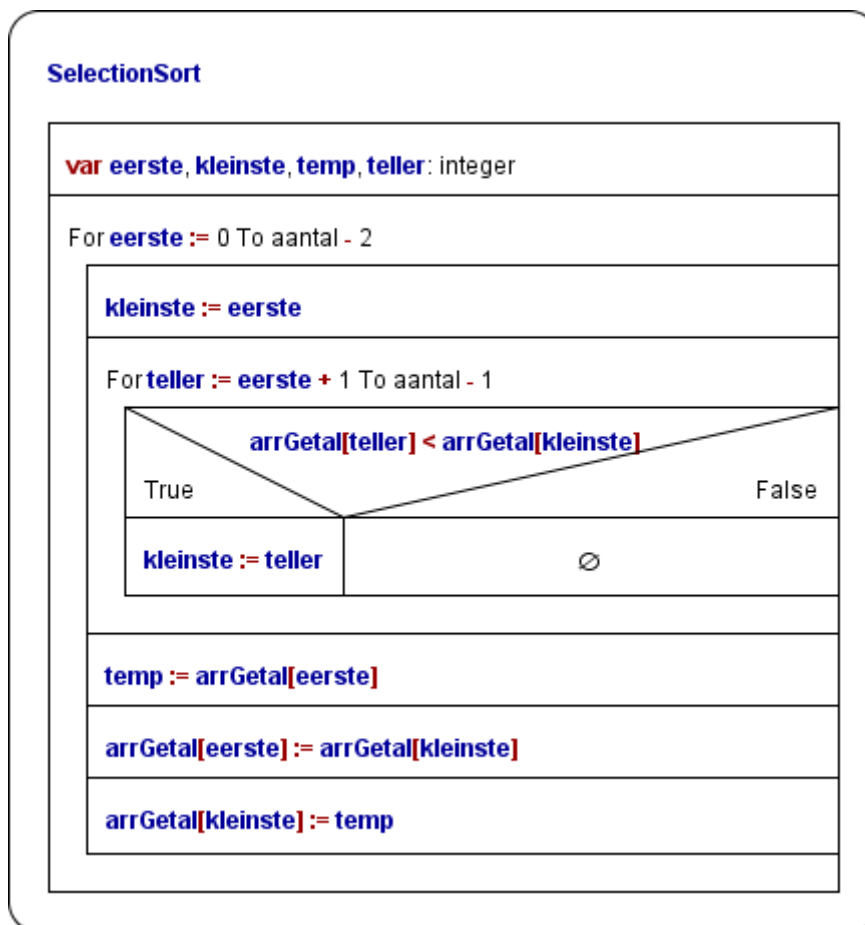 SelectionSort
var eerste, kleinste, temp, teller: integer
For eerste := 0 To aantal - 2
kleinste := eerste
For teller := eerste + 1 To aantal - 1
arrGetal[teller] < arrGetal[kleinste]
True False
kleinste := teller ∅
temp := arrGetal[eerste]
arrGetal[eerste] := arrGetal[kleinste]
arrGetal[kleinste] := temp